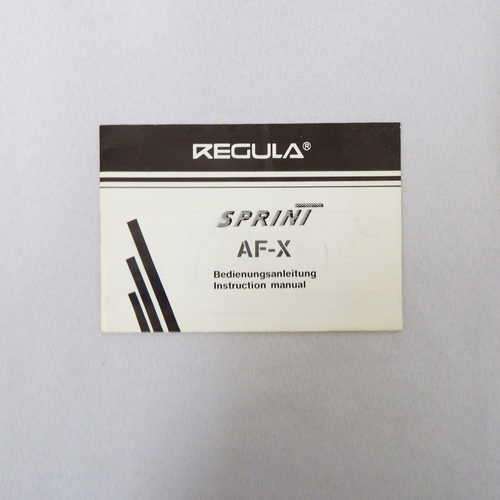 REGULA®
SPRINT
AF-X
Bedienungsanleitung
Instruction manual